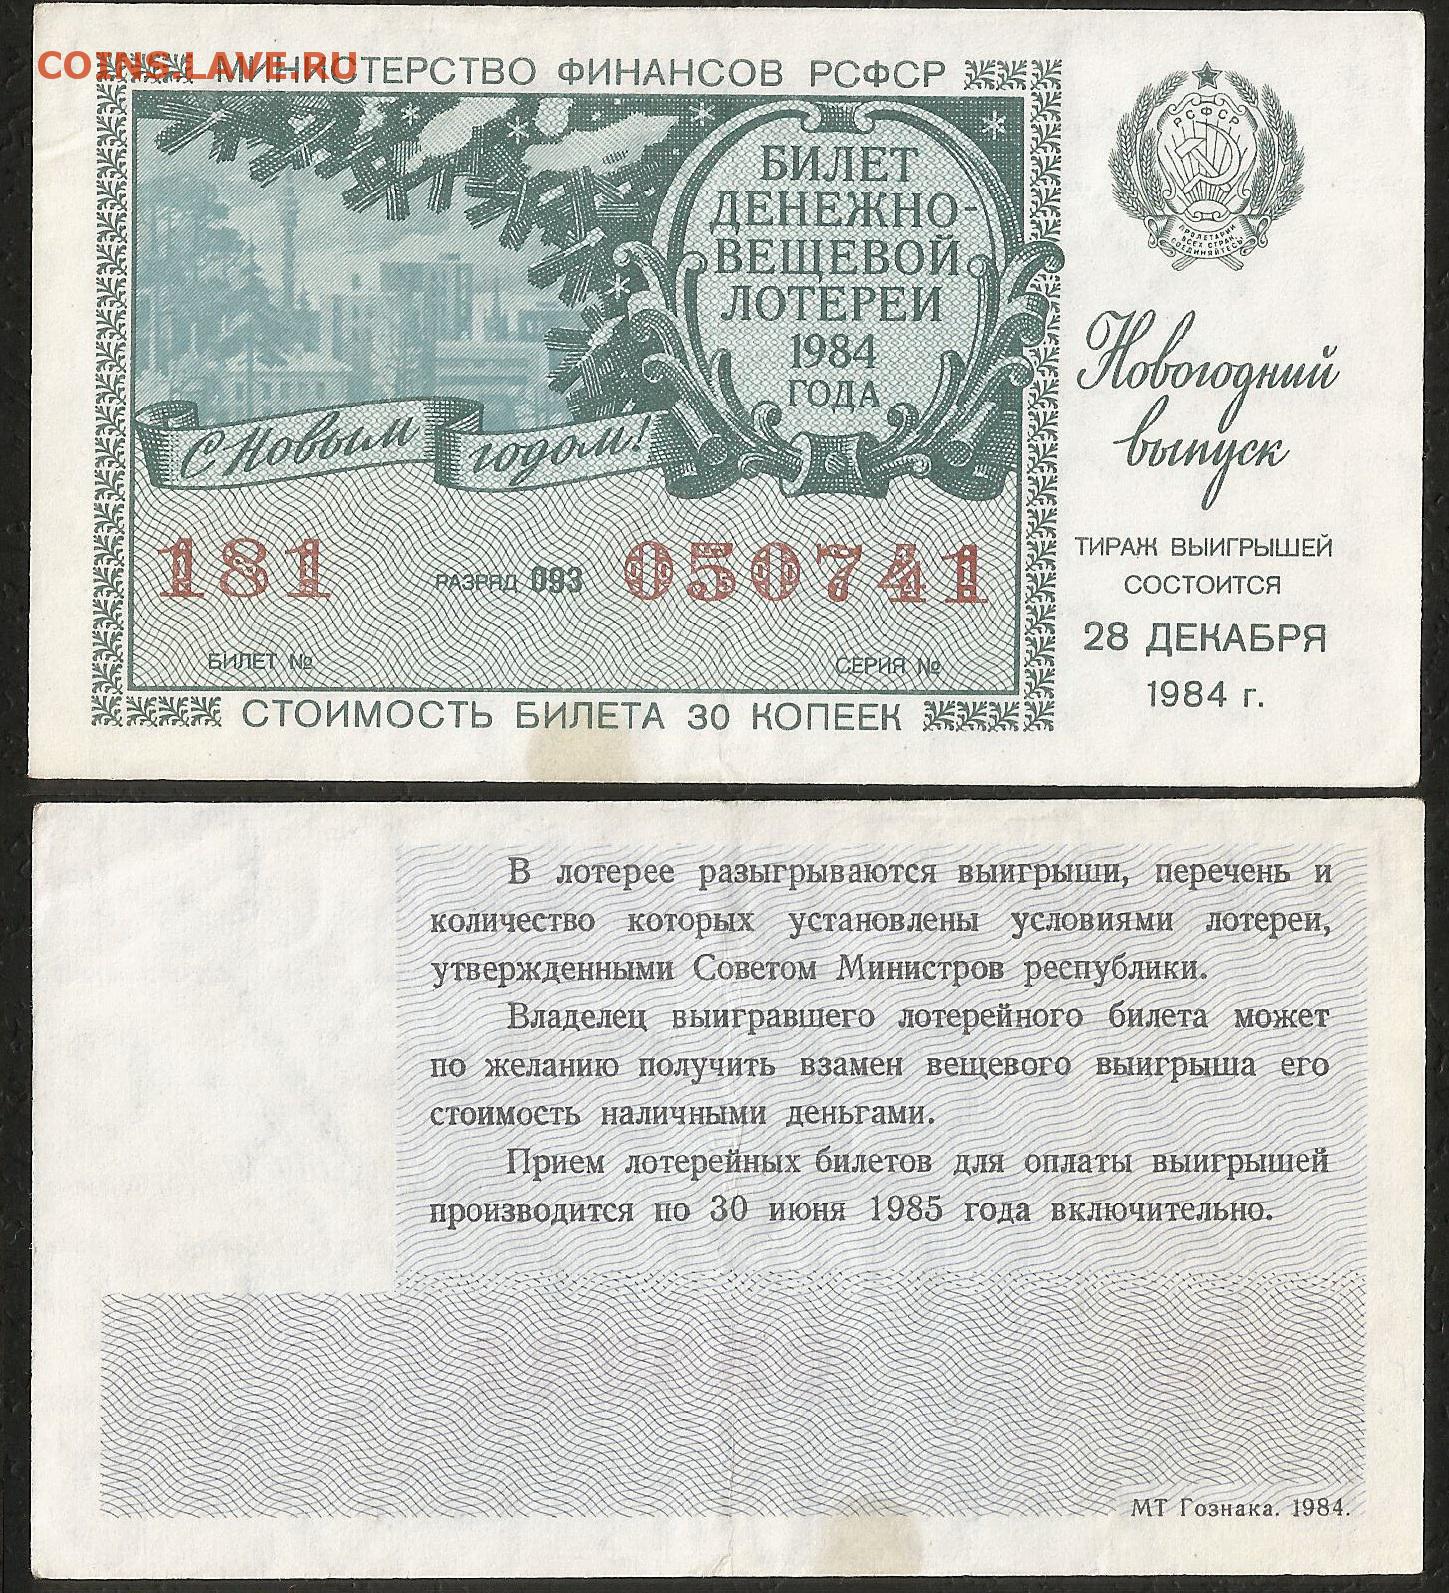 COINS.LAVE.RU
МИНИСТЕРСТВО ФИНАНСОВ РСФСР
БИЛЕТ
ДЕНЕЖНО-
ВЕЩЕВОЙ
ЛОТЕРЕИ
1984
ГОДА
С Новым годом!
181 РАЗРЯД 093 050741
БИЛЕТ № СЕРИЯ №
СТОИМОСТЬ БИЛЕТА 30 КОПЕЕК
РСФСР
ПРОЛЕТАРИИ
ВСЕХ СТРАН,
СОЕДИНЯЙТЕСЬ!
Новогодний
выпуск
ТИРАЖ ВЫИГРЫШЕЙ
СОСТОИТСЯ
28 ДЕКАБРЯ
1984 г.
В лотерее разыгрываются выигрыши, перечень и
количество которых установлены условиями лотереи,
утвержденными Советом Министров республики.
Владелец выигравшего лотерейного билета может
по желанию получить взамен вещевого выигрыша его
стоимость наличными деньгами.
Прием лотерейных билетов для оплаты выигрышей
производится по 30 июня 1985 года включительно.
МТ Гознака. 1984.